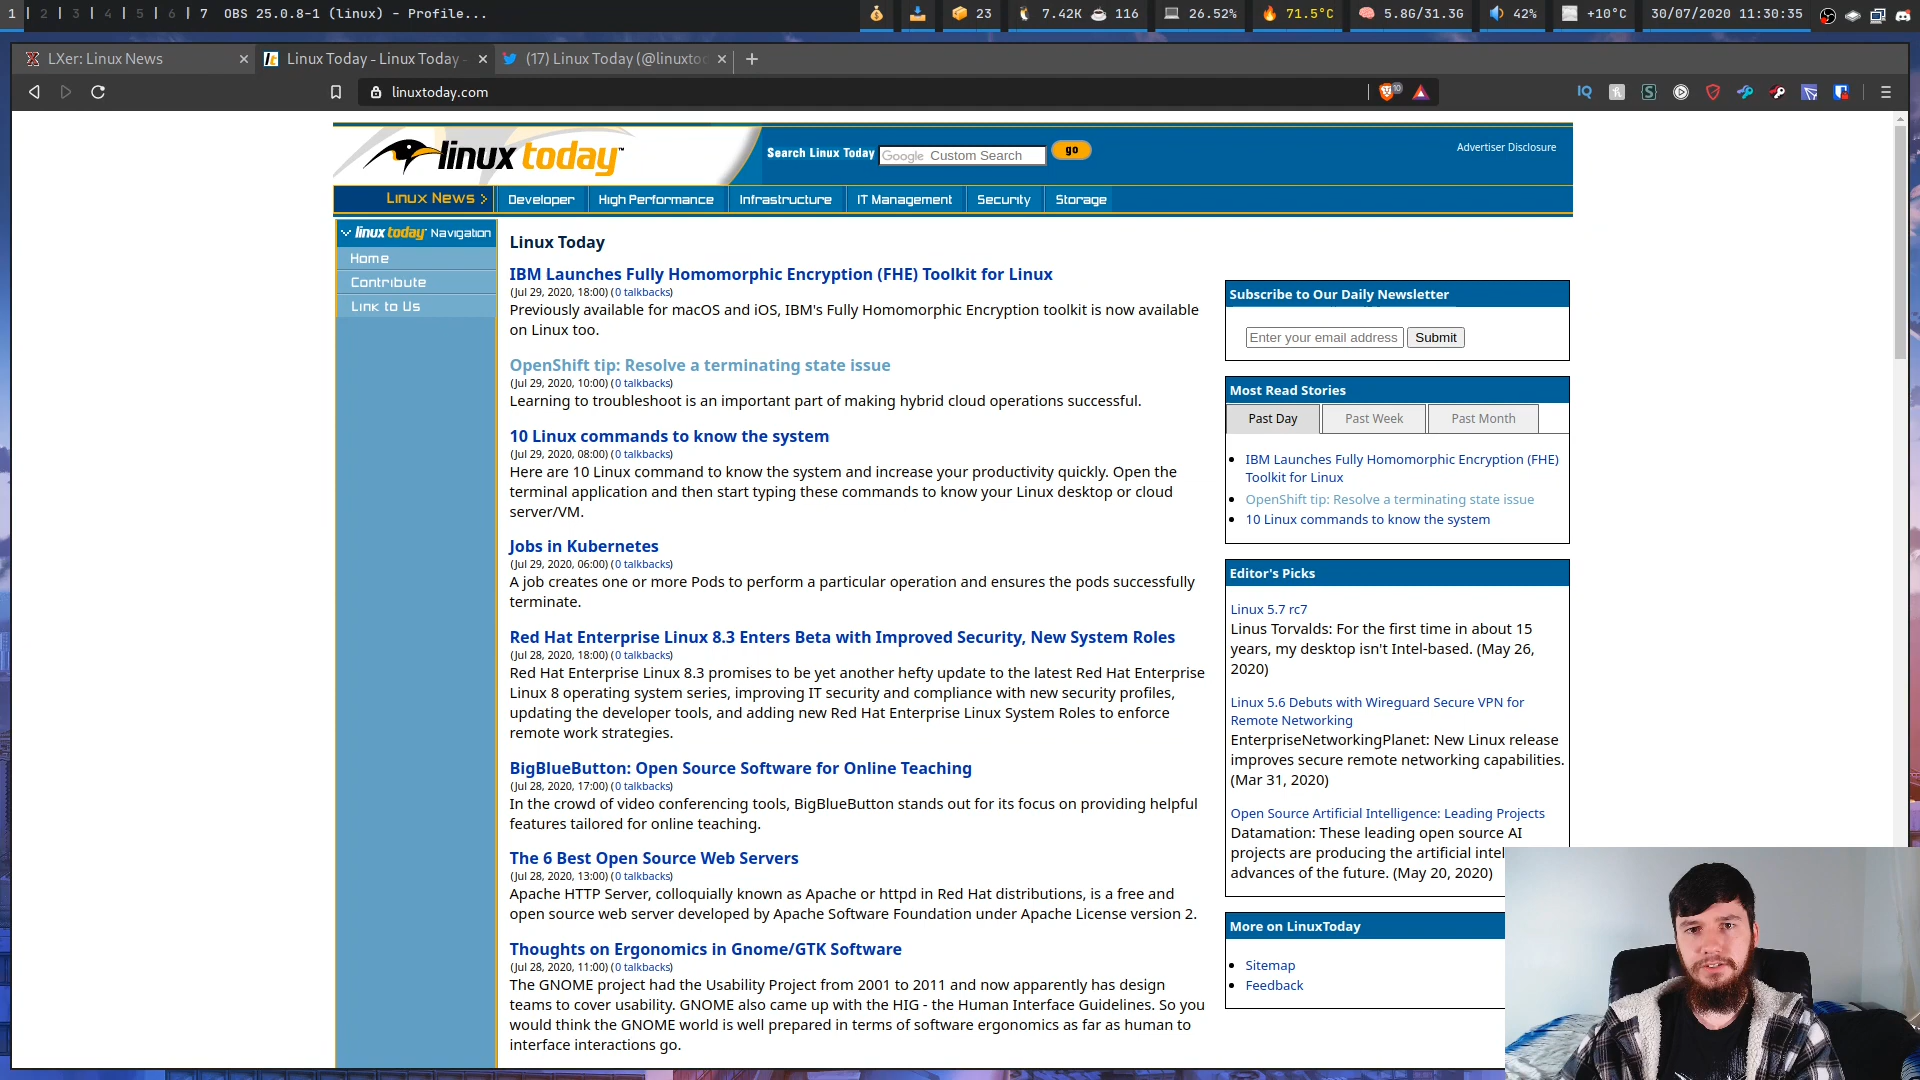 1 | 2 | 3 | 4 | 5 | 6 | 7 OBS 25.0.8-1 (linux) - Profile...
23 7.42K 116 26.52% 71.5°C 5.8G/31.3G 42% +10°C 30/07/2020 11:30:35
LXer: Linux News
Linux Today - Linux Today -
(17) Linux Today (@linuxtod
linuxtoday.com
10
IQ
linux today™
Search Linux Today
Google Custom Search
go
Advertiser Disclosure
Linux News
Developer
High Performance
Infrastructure
IT Management
Security
Storage
linux today Navigation
Home
Contribute
Link to Us
Linux Today
IBM Launches Fully Homomorphic Encryption (FHE) Toolkit for Linux
(Jul 29, 2020, 18:00) (0 talkbacks)
Previously available for macOS and iOS, IBM's Fully Homomorphic Encryption toolkit is now available
on Linux too.
OpenShift tip: Resolve a terminating state issue
(Jul 29, 2020, 10:00) (0 talkbacks)
Learning to troubleshoot is an important part of making hybrid cloud operations successful.
10 Linux commands to know the system
(Jul 29, 2020, 08:00) (0 talkbacks)
Here are 10 Linux command to know the system and increase your productivity quickly. Open the
terminal application and then start typing these commands to know your Linux desktop or cloud
server/VM.
Jobs in Kubernetes
(Jul 29, 2020, 06:00) (0 talkbacks)
A job creates one or more Pods to perform a particular operation and ensures the pods successfully
terminate.
Red Hat Enterprise Linux 8.3 Enters Beta with Improved Security, New System Roles
(Jul 28, 2020, 18:00) (0 talkbacks)
Red Hat Enterprise Linux 8.3 promises to be yet another hefty update to the latest Red Hat Enterprise
Linux 8 operating system series, improving IT security and compliance with new security profiles,
updating the developer tools, and adding new Red Hat Enterprise Linux System Roles to enforce
remote work strategies.
BigBlueButton: Open Source Software for Online Teaching
(Jul 28, 2020, 17:00) (0 talkbacks)
In the crowd of video conferencing tools, BigBlueButton stands out for its focus on providing helpful
features tailored for online teaching.
The 6 Best Open Source Web Servers
(Jul 28, 2020, 13:00) (0 talkbacks)
Apache HTTP Server, colloquially known as Apache or httpd in Red Hat distributions, is a free and
open source web server developed by Apache Software Foundation under Apache License version 2.
Thoughts on Ergonomics in Gnome/GTK Software
(Jul 28, 2020, 11:00) (0 talkbacks)
The GNOME project had the Usability Project from 2001 to 2011 and now apparently has design
teams to cover usability. GNOME also came up with the HIG - the Human Interface Guidelines. So you
would think the GNOME world is well prepared in terms of software ergonomics as far as human to
interface interactions go.
Subscribe to Our Daily Newsletter
Enter your email address
Submit
Most Read Stories
Past Day
Past Week
Past Month
IBM Launches Fully Homomorphic Encryption (FHE)
Toolkit for Linux
OpenShift tip: Resolve a terminating state issue
10 Linux commands to know the system
Editor's Picks
Linux 5.7 rc7
Linus Torvalds: For the first time in about 15
years, my desktop isn't Intel-based. (May 26,
2020)
Linux 5.6 Debuts with Wireguard Secure VPN for
Remote Networking
EnterpriseNetworkingPlanet: New Linux release
improves secure remote networking capabilities.
(Mar 31, 2020)
Open Source Artificial Intelligence: Leading Projects
Datamation: These leading open source AI
projects are producing the artificial intel
advances of the future. (May 20, 2020)
More on LinuxToday
Sitemap
Feedback